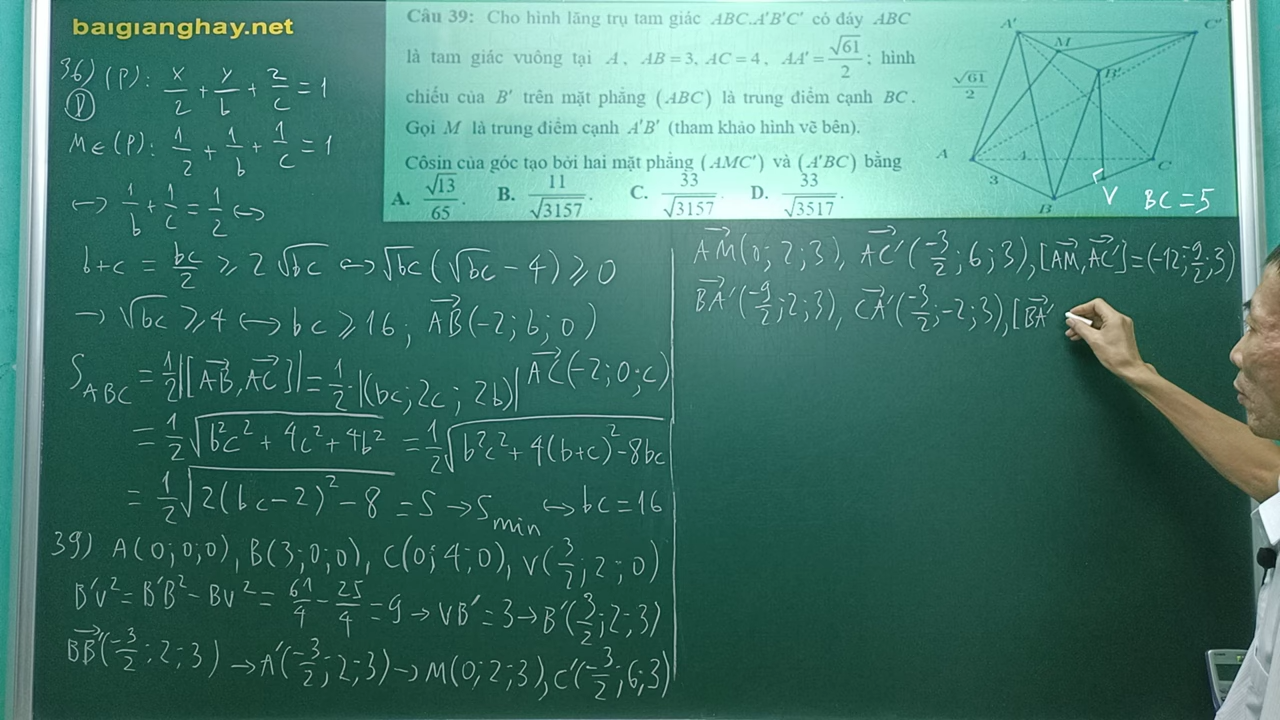 baigianghay.net
Câu 39: Cho hình lăng trụ tam giác ABC.A'B'C' có đáy ABC
là tam giác vuông tại A, AB = 3, AC = 4, AA' = √61/2; hình
chiếu của B' trên mặt phẳng (ABC) là trung điểm cạnh BC.
Gọi M là trung điểm cạnh A'B' (tham khảo hình vẽ bên).
Côsin của góc tạo bởi hai mặt phẳng (AMC') và (A'BC) bằng
A. √13/65. B. 11/√3157. C. 33/√3157. D. 33/√3517.
A' C' M B'
√61/2
A 4 C
3
B V BC = 5
36) (P): x/2 + y/b + z/c = 1
D
M∈(P): 1/2 + 1/b + 1/c = 1
↔ 1/b + 1/c = 1/2 ↔
b+c = bc/2 ≥ 2√bc ↔ √bc(√bc - 4) ≥ 0
→ √bc ≥ 4 ↔ bc ≥ 16; AB→(-2; b; 0)
S_ABC = 1/2|[AB→, AC→]| = 1/2·|(bc; 2c; 2b)| AC→(-2; 0; c)
= 1/2 √(b²c² + 4c² + 4b²) = 1/2 √(b²c² + 4(b+c)² - 8bc)
= 1/2 √(2(bc-2)² - 8) = S → S_min ↔ bc = 16
39) A(0; 0; 0), B(3; 0; 0), C(0; 4; 0), V(3/2; 2; 0)
B'V² = B'B² - BV² = 61/4 - 25/4 = 9 → VB' = 3 → B'(3/2; 2; 3)
BB'→(-3/2; 2; 3) → A'(-3/2; 2; 3) → M(0; 2; 3), C'(-3/2; 6; 3)
AM→(0; 2; 3), AC'→(-3/2; 6; 3), [AM→, AC'→] = (-12; -9/2; 3)
BA'→(-9/2; 2; 3), CA'→(-3/2; -2; 3), [BA'→